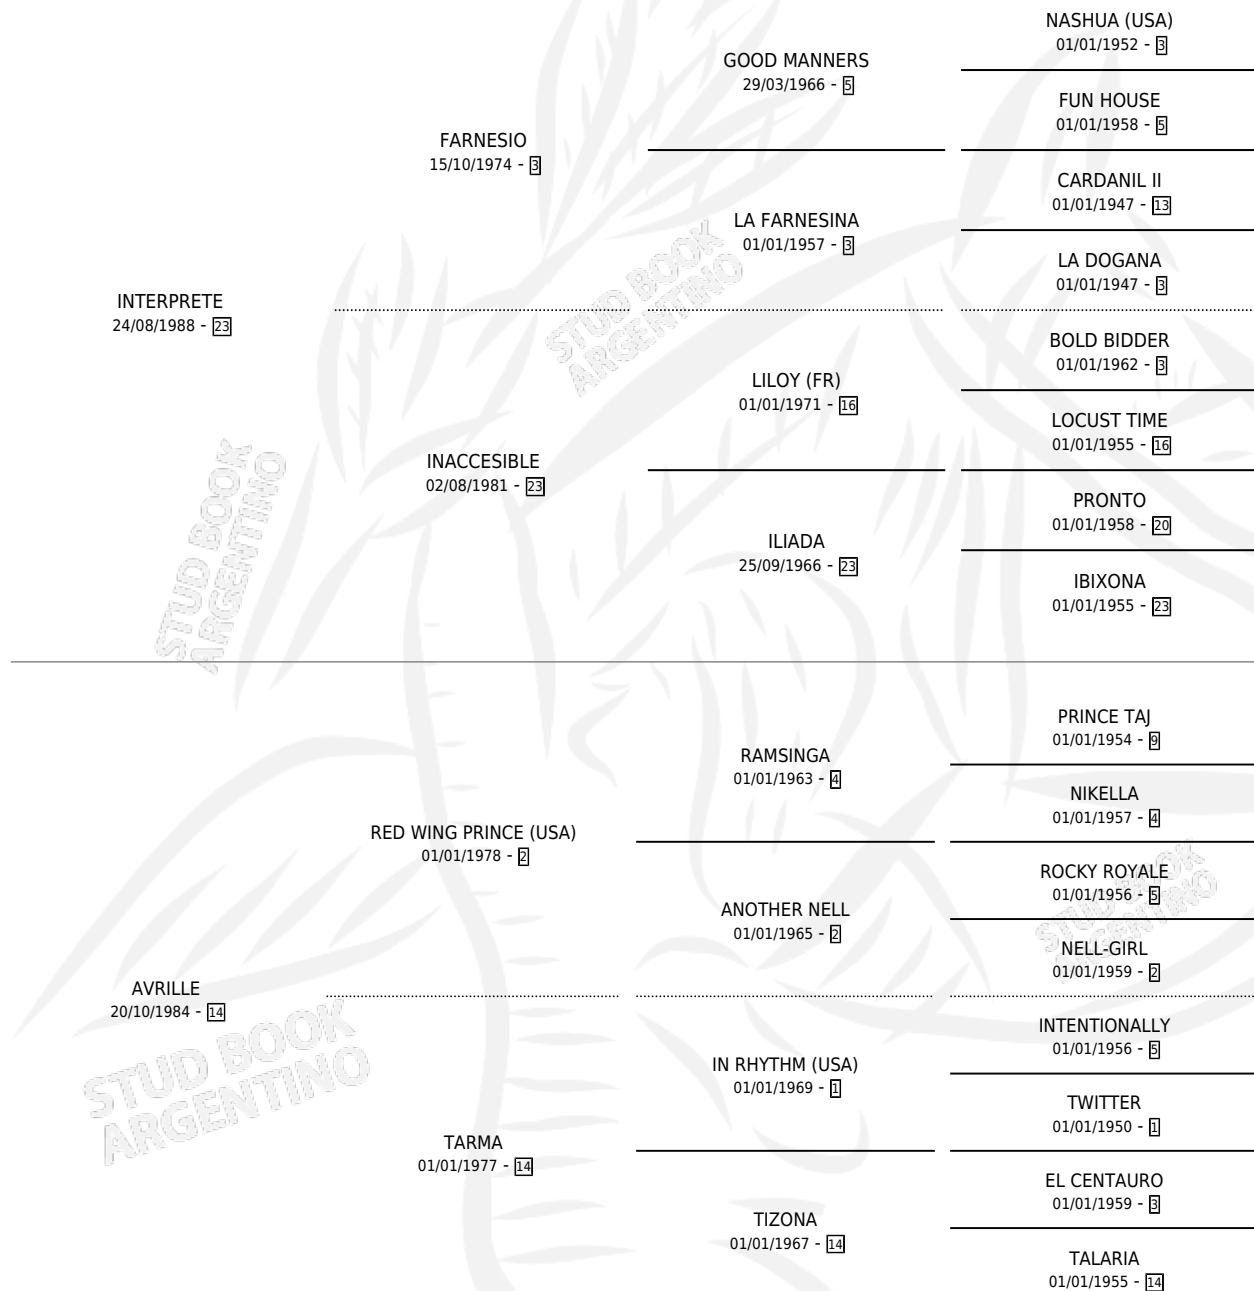 NASHUA (USA)
01/01/1952 - 3
GOOD MANNERS
29/03/1966 - 5
FUN HOUSE
01/01/1958 - 5
FARNESIO
15/10/1974 - 3
CARDANIL II
01/01/1947 - 13
LA FARNESINA
01/01/1957 - 3
LA DOGANA
01/01/1947 - 3
INTERPRETE
24/08/1988 - 23
BOLD BIDDER
01/01/1962 - 3
LILOY (FR)
01/01/1971 - 16
LOCUST TIME
01/01/1955 - 16
INACCESIBLE
02/08/1981 - 23
PRONTO
01/01/1958 - 20
ILIADA
25/09/1966 - 23
IBIXONA
01/01/1955 - 23
PRINCE TAJ
01/01/1954 - 9
RAMSINGA
01/01/1963 - 4
NIKELLA
01/01/1957 - 4
RED WING PRINCE (USA)
01/01/1978 - 2
ROCKY ROYALE
01/01/1956 - 5
ANOTHER NELL
01/01/1965 - 2
NELL-GIRL
01/01/1959 - 2
AVRILLE
20/10/1984 - 14
INTENTIONALLY
01/01/1956 - 5
IN RHYTHM (USA)
01/01/1969 - 1
TWITTER
01/01/1950 - 1
TARMA
01/01/1977 - 14
EL CENTAURO
01/01/1959 - 3
TIZONA
01/01/1967 - 14
TALARIA
01/01/1955 - 14
STUD BOOK
ARGENTINO
STUD BOOK
ARGENTINO
STUD BOOK
ARGENTINO
STUD BOOK
ARGENTINO